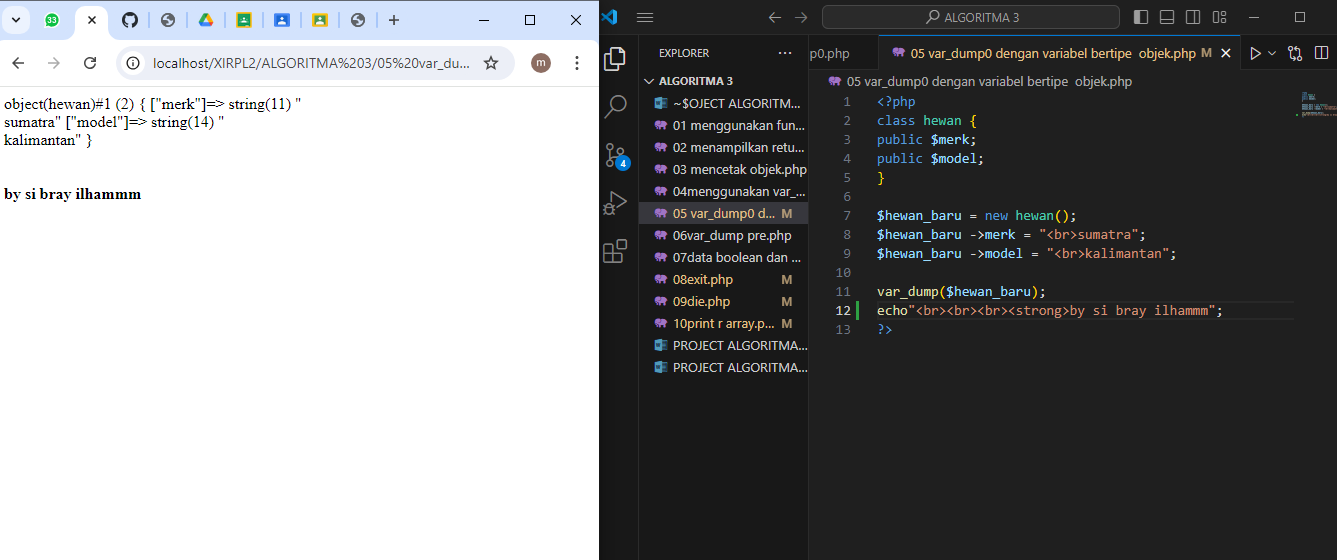 33
localhost/XIRPL2/ALGORITMA%203/05%20var_du...
m
object(hewan)#1 (2) { ["merk"]=> string(11) "
sumatra" ["model"]=> string(14) "
kalimantan" }
by si bray ilhammm
ALGORITMA 3
EXPLORER
ALGORITMA 3
~$OJECT ALGORITM...
01 menggunakan fun...
02 menampilkan retu...
03 mencetak objek.php
04menggunakan var_...
05 var_dump0 d... M
06var_dump pre.php
07data boolean dan ...
08exit.php M
09die.php M
10print r array.p... M
PROJECT ALGORITMA...
PROJECT ALGORITMA...
4
p0.php
05 var_dump0 dengan variabel bertipe  objek.php M
05 var_dump0 dengan variabel bertipe  objek.php
1 <?php
2 class hewan {
3 public $merk;
4 public $model;
5 }
6
7 $hewan_baru = new hewan();
8 $hewan_baru ->merk = "<br>sumatra";
9 $hewan_baru ->model = "<br>kalimantan";
10
11 var_dump($hewan_baru);
12 echo"<br><br><br><strong>by si bray ilhammm";
13 ?>